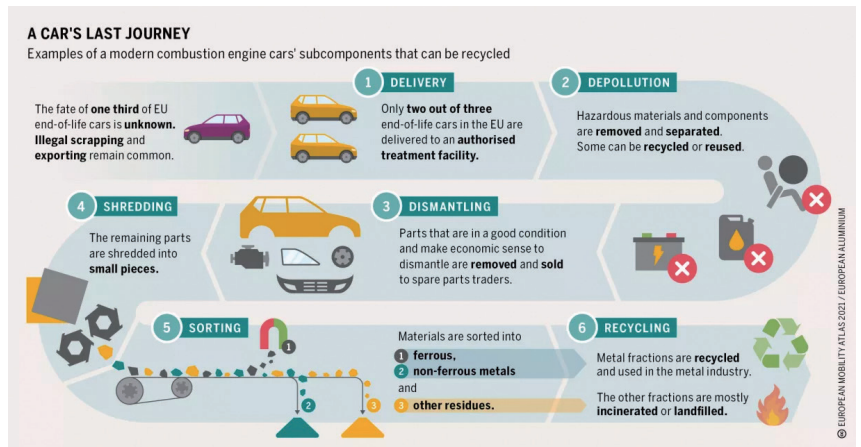 A CAR'S LAST JOURNEY
Examples of a modern combustion engine cars' subcomponents that can be recycled
The fate of one third of EU
end-of-life cars is unknown.
Illegal scrapping and
exporting remain common.
1 DELIVERY
Only two out of three
end-of-life cars in the EU are
delivered to an authorised
treatment facility.
2 DEPOLLUTION
Hazardous materials and components
are removed and separated.
Some can be recycled or reused.
3 DISMANTLING
Parts that are in a good condition
and make economic sense to
dismantle are removed and sold
to spare parts traders.
4 SHREDDING
The remaining parts
are shredded into
small pieces.
5 SORTING
1
2
3
Materials are sorted into
1 ferrous,
2 non-ferrous metals
and
3 other residues.
6 RECYCLING
Metal fractions are recycled
and used in the metal industry.
The other fractions are mostly
incinerated or landfilled.
EUROPEAN MOBILITY ATLAS 2021 / EUROPEAN ALUMINIUM